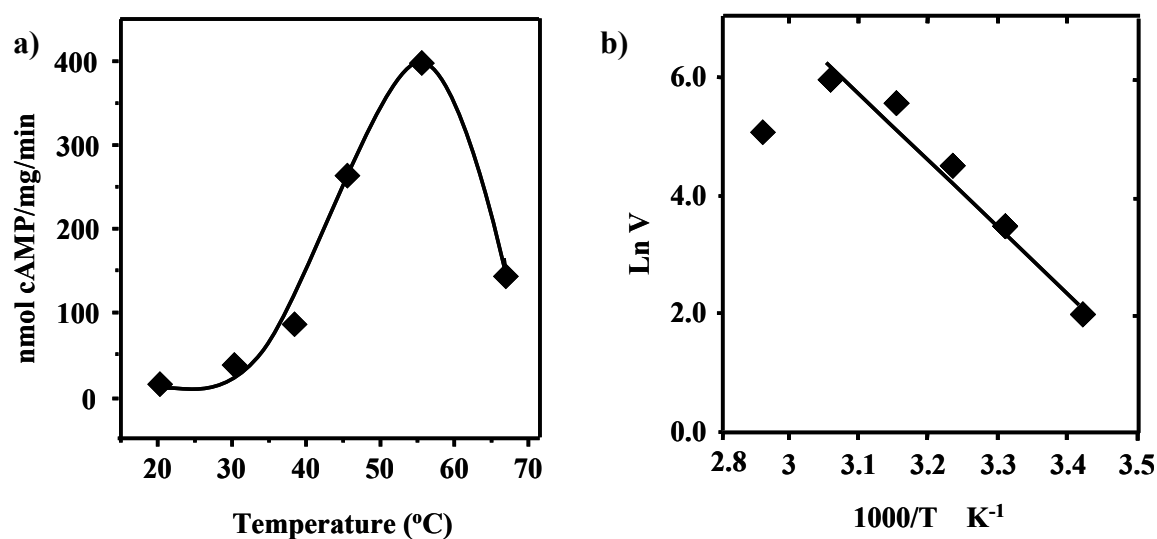 a)
nmol cAMP/mg/min
400
300
200
100
0
20 30 40 50 60 70
Temperature (ºC)
b)
Ln V
6.0
4.0
2.0
0.0
2.8 3 3.1 3.2 3.3 3.4 3.5
1000/T K-1